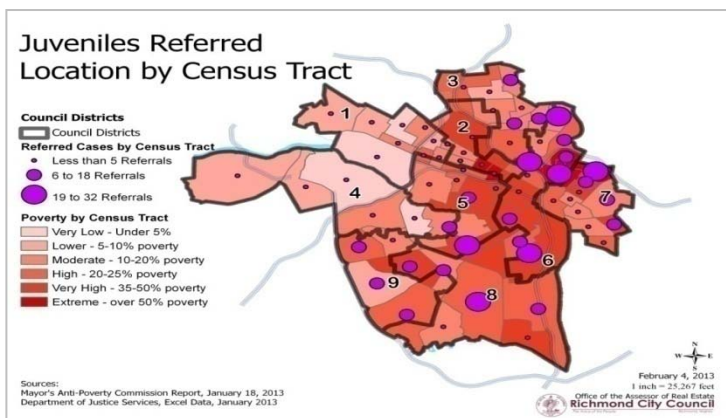 Juveniles Referred
Location by Census Tract
Council Districts
Council Districts
Referred Cases by Census Tract
Less than 5 Referrals
6 to 18 Referrals
19 to 32 Referrals
Poverty by Census Tract
Very Low - Under 5%
Lower - 5-10% poverty
Moderate - 10-20% poverty
High - 20-25% poverty
Very High - 35-50% poverty
Extreme - over 50% poverty
3
1
2
4
5
7
6
9
8
Sources:
Mayor's Anti-Poverty Commission Report, January 18, 2013
Department of Justice Services, Excel Data, January 2013
N
W E
S
February 4, 2013
1 inch = 25,267 feet
Office of the Assessor of Real Estate
Richmond City Council